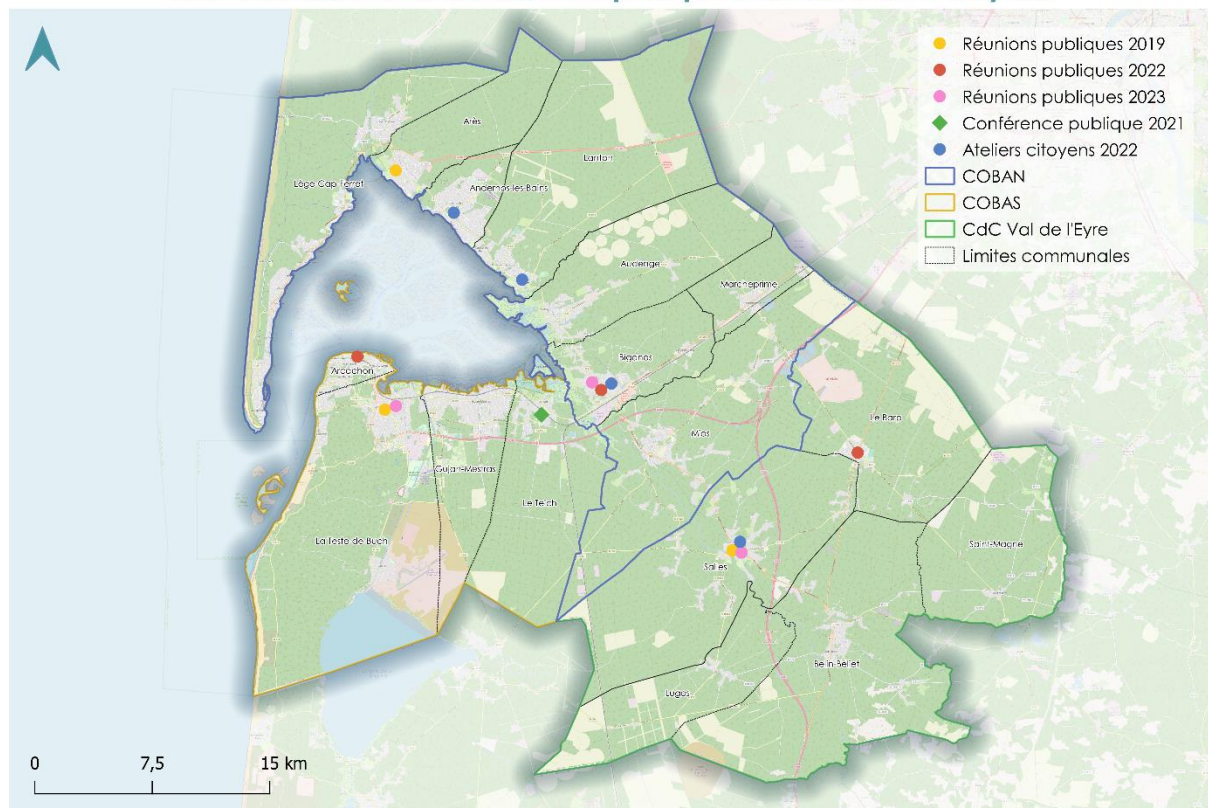 Réunions publiques 2019
Réunions publiques 2022
Réunions publiques 2023
Conférence publique 2021
Ateliers citoyens 2022
COBAN
COBAS
CdC Val de l'Eyre
Limites communales
Arès
Lanton
Lège Cap Ferret
Andernos-les Bains
Audenge
Marcheprime
Biganos
Arcachon
Le Barp
Mios
Gujan-Mestras
Le Teich
La Teste de Buch
Saint-Magne
Salles
Belin-Beliet
Lugos
0 7,5 15 km